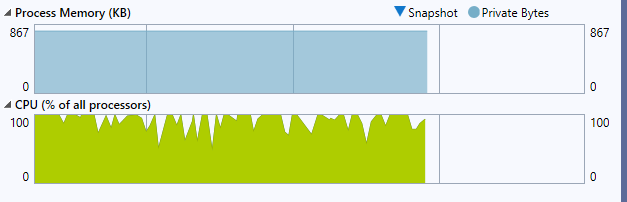 Process Memory (KB) Snapshot Private Bytes
867 867
0 0
CPU (% of all processors)
100 100
0 0